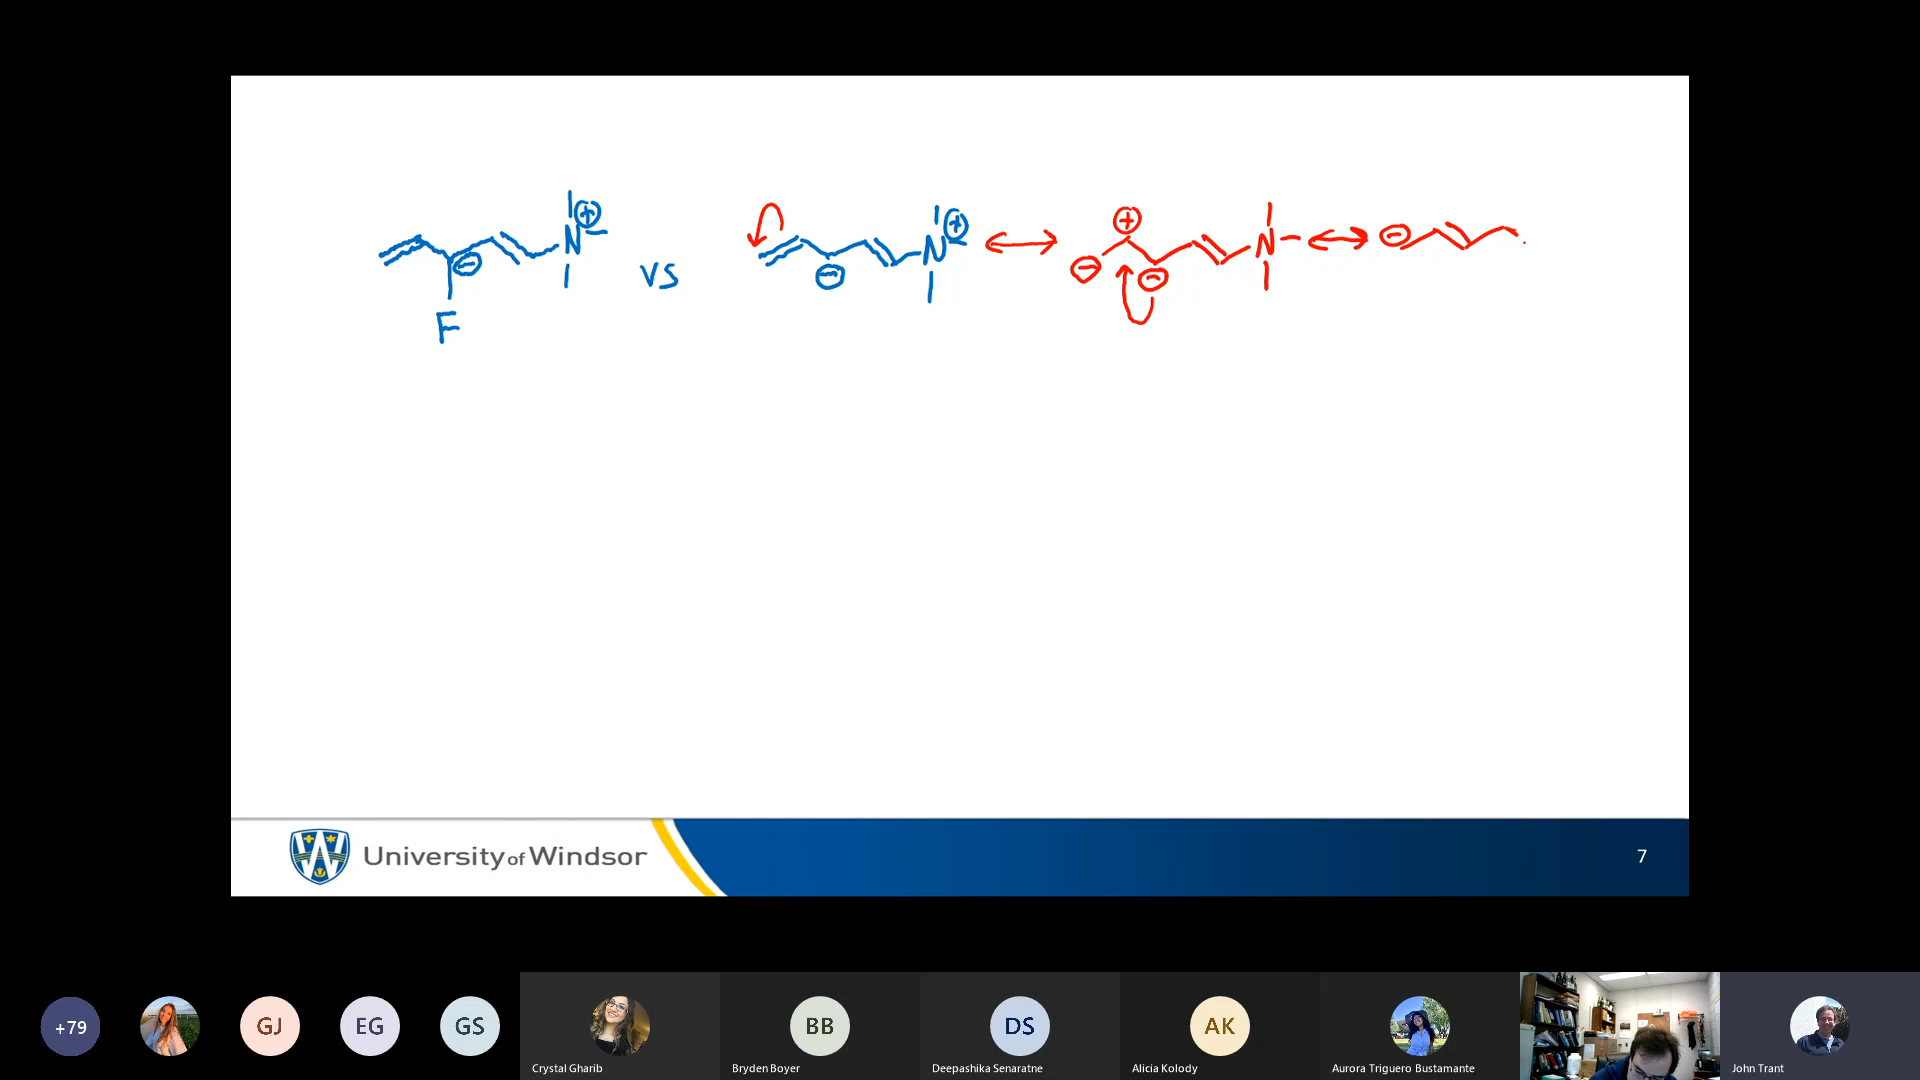 ⊕ ⊕ ⊕
N N ⊖ ⊖ N ⊖
⊖ vs ⊖ ⊖
F
University of Windsor
7
+79 GJ EG GS BB DS AK
Crystal Gharib Bryden Boyer Deepashika Senaratne Alicia Kolody Aurora Triguero Bustamante John Trant